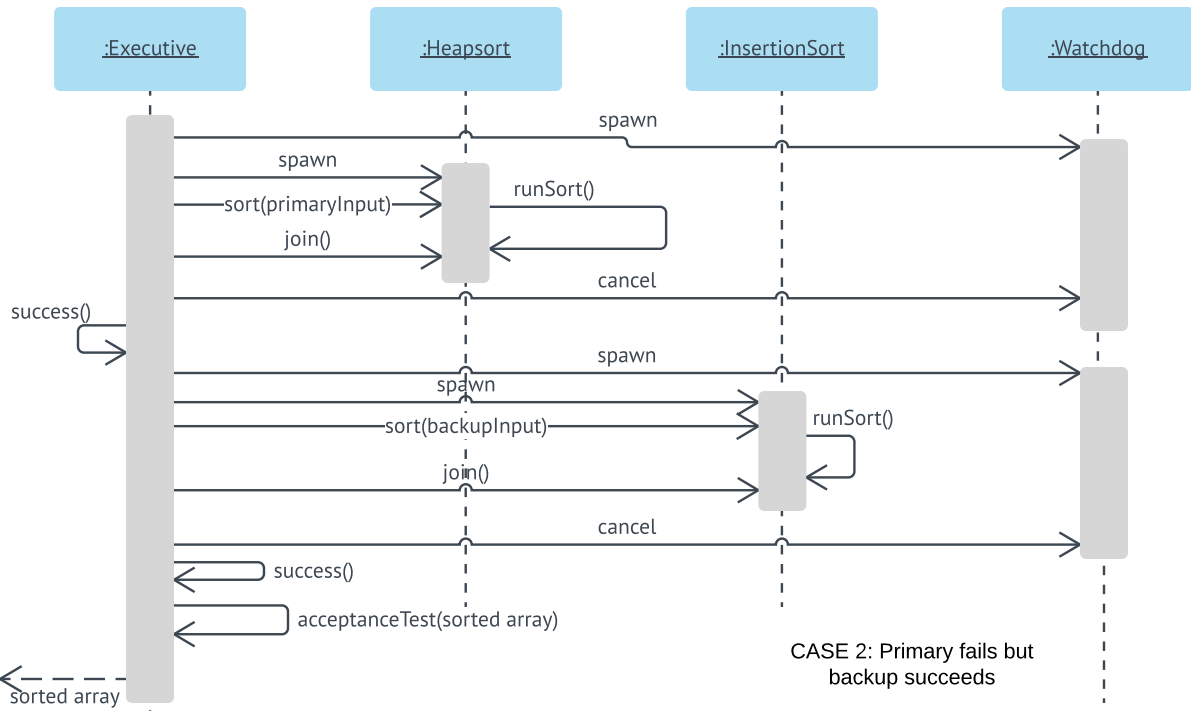 :Executive
:Heapsort
:InsertionSort
:Watchdog
spawn
spawn
runSort()
sort(primaryInput)
join()
cancel
success()
spawn
spawn
runSort()
sort(backupInput)
join()
cancel
success()
acceptanceTest(sorted array)
CASE 2: Primary fails but
backup succeeds
sorted array